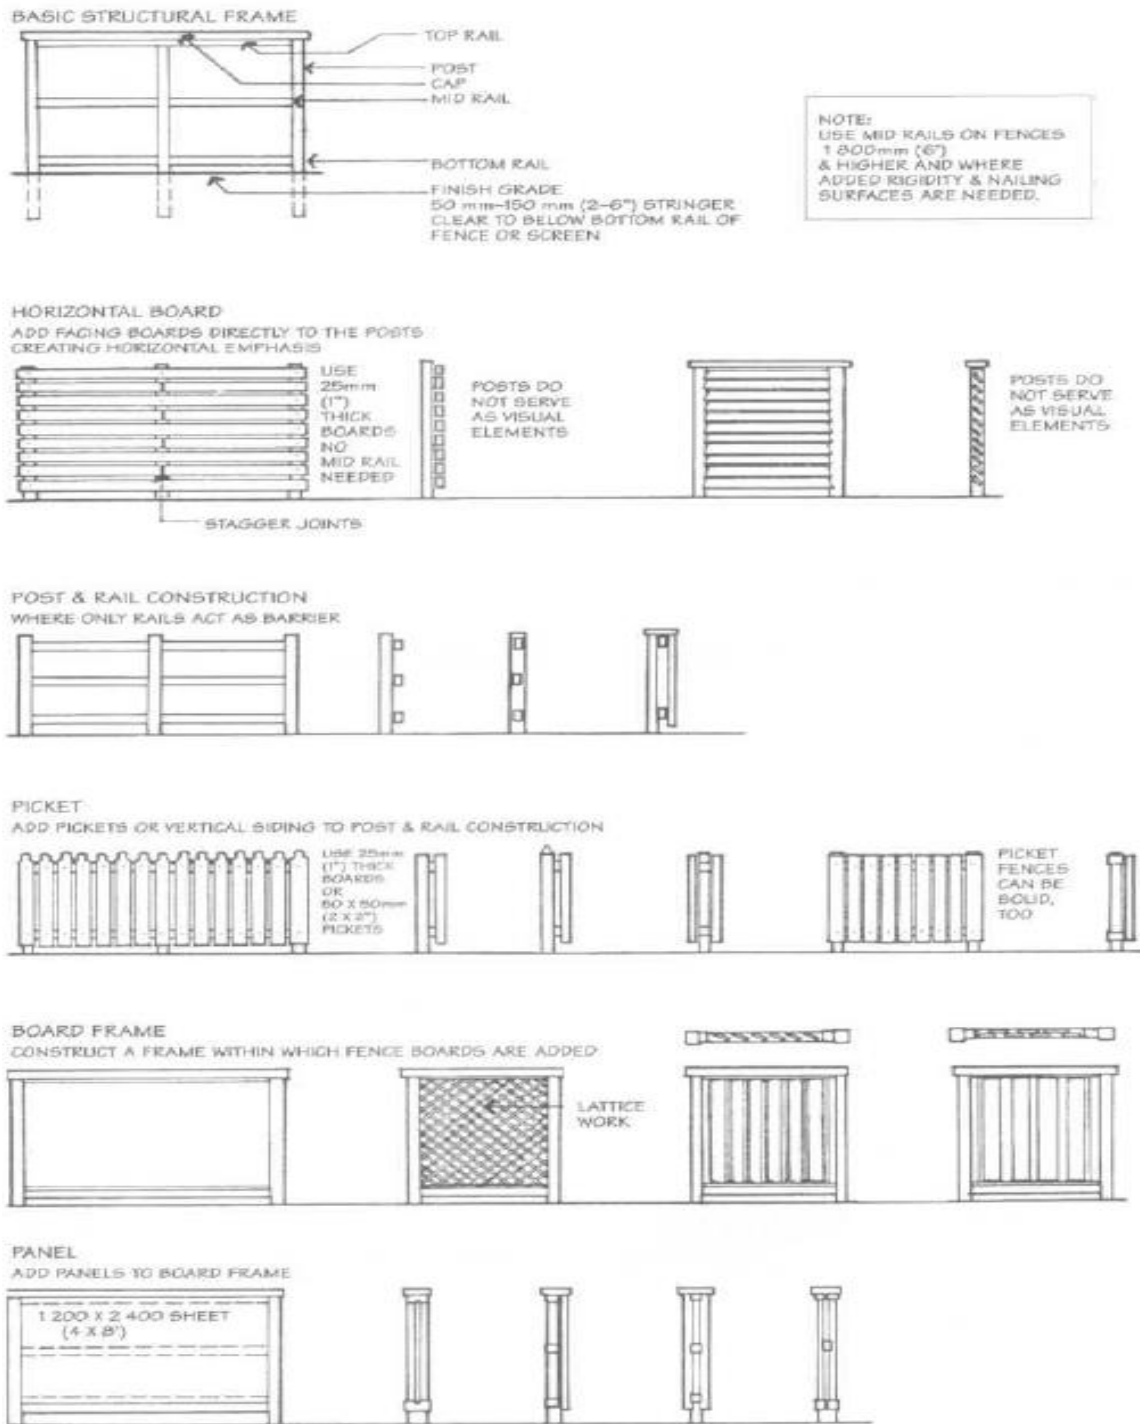 BASIC STRUCTURAL FRAME
TOP RAIL
POST
CAP
MID RAIL
BOTTOM RAIL
FINISH GRADE
50 mm–150 mm (2–6") STRINGER
CLEAR TO BELOW BOTTOM RAIL OF
FENCE OR SCREEN
NOTE:
USE MID RAILS ON FENCES
1 800mm (6')
& HIGHER AND WHERE
ADDED RIGIDITY & NAILING
SURFACES ARE NEEDED.
HORIZONTAL BOARD
ADD FACING BOARDS DIRECTLY TO THE POSTS
CREATING HORIZONTAL EMPHASIS
USE
25mm
(1")
THICK
BOARDS
NO
MID RAIL
NEEDED
STAGGER JOINTS
POSTS DO
NOT SERVE
AS VISUAL
ELEMENTS
POSTS DO
NOT SERVE
AS VISUAL
ELEMENTS
POST & RAIL CONSTRUCTION
WHERE ONLY RAILS ACT AS BARRIER
PICKET
ADD PICKETS OR VERTICAL SIDING TO POST & RAIL CONSTRUCTION
USE 25mm
(1") THICK
BOARDS
OR
50 X 50mm
(2 X 2")
PICKETS
PICKET
FENCES
CAN BE
SOLID,
TOO
BOARD FRAME
CONSTRUCT A FRAME WITHIN WHICH FENCE BOARDS ARE ADDED
LATTICE
WORK
PANEL
ADD PANELS TO BOARD FRAME
1 200 X 2 400 SHEET
(4 X 8')